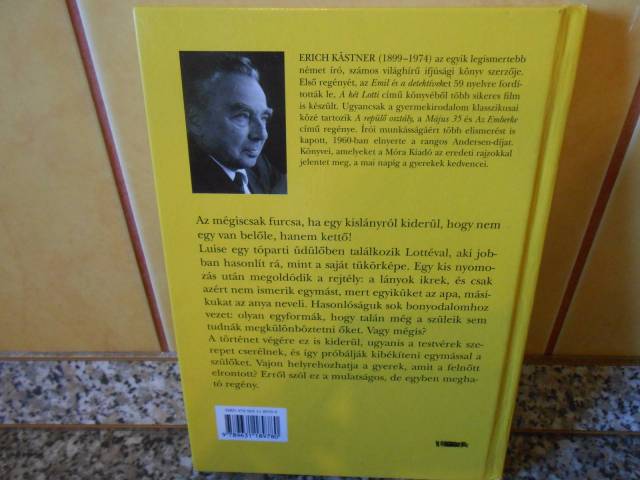 ERICH KÄSTNER (1899–1974) az egyik legismertebb
német író, számos világhírű ifjúsági könyv szerzője.
Első regényét, az Emil és a detektíveket 59 nyelvre fordí-
tották le, A két Lotti című könyvéből több sikeres film
is készült. Ugyancsak a gyermekirodalom klasszikusai
közé tartozik A repülő osztály, a Május 35 és Az Emberke
című regénye. Írói munkásságáért több elismerést is
kapott, 1960-ban elnyerte a rangos Andersen-díjat.
Könyvei, amelyeket a Móra Kiadó az eredeti rajzokkal
jelentet meg, a mai napig a gyerekek kedvencei.
Az mégiscsak furcsa, ha egy kislányról kiderül, hogy nem
egy van belőle, hanem kettő!
Luise egy tóparti üdülőben találkozik Lottéval, aki job-
ban hasonlít rá, mint a saját tükörképe. Egy kis nyomo-
zás után megoldódik a rejtély: a lányok ikrek, és csak
azért nem ismerik egymást, mert egyiküket az apa, mási-
kukat az anya neveli. Hasonlóságuk sok bonyodalomhoz
vezet: olyan egyformák, hogy talán még a szüleik sem
tudnák megkülönböztetni őket. Vagy mégis?
A történet végére ez is kiderül, ugyanis a testvérek sze-
repet cserélnek, és így próbálják kibékíteni egymással a
szülőket. Vajon helyrehozhatja a gyerek, amit a felnőtt
elrontott? Erről szól ez a mulatságos, de egyben megha-
tó regény.